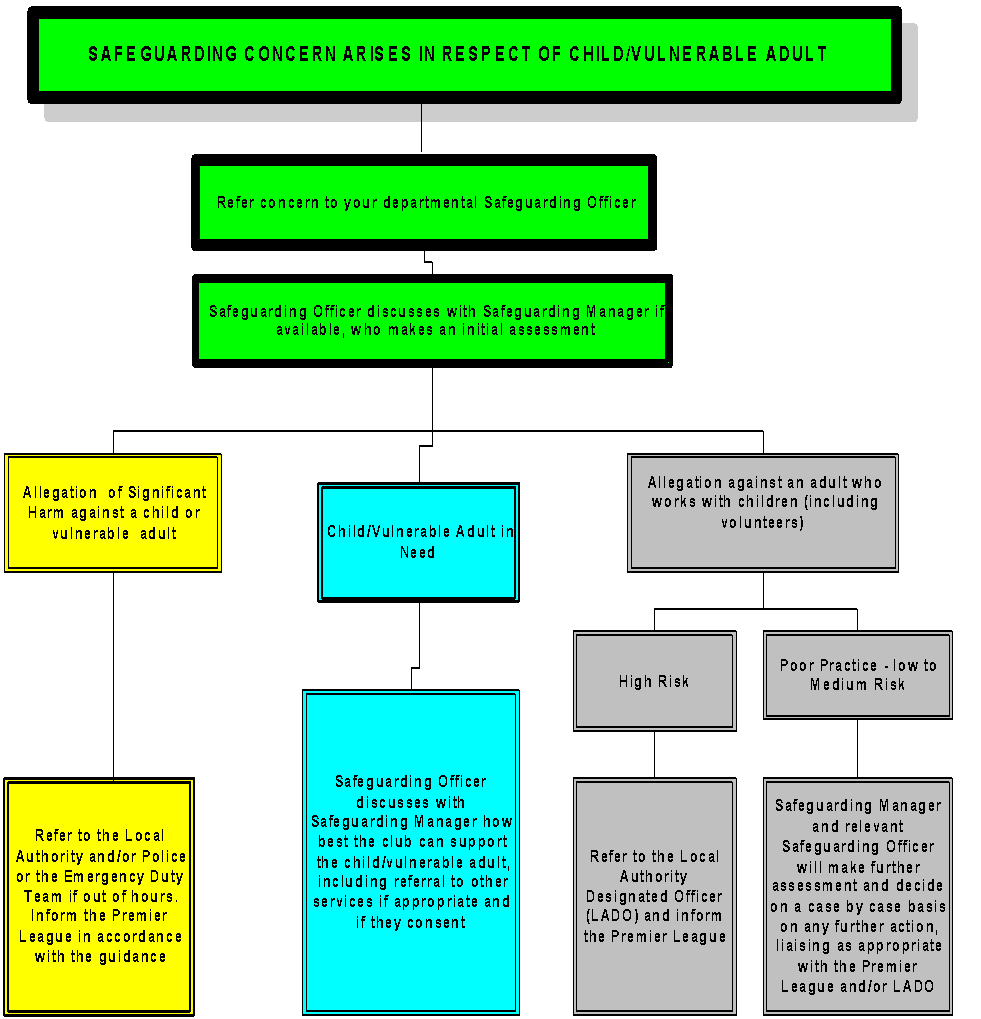 SAFEGUARDING CONCERN ARISES IN RESPECT OF CHILD/VULNERABLE ADULT
Refer concern to your departmental Safeguarding Officer
Safeguarding Officer discusses with Safeguarding Manager if
available, who makes an initial assessment
Allegation of Significant
Harm against a child or
vulnerable adult
Child/Vulnerable Adult in
Need
Allegation against an adult who
works with children (including
volunteers)
High Risk
Poor Practice - low to
Medium Risk
Refer to the Local
Authority and/or Police
or the Emergency Duty
Team if out of hours.
Inform the Premier
League in accordance
with the guidance
Safeguarding Officer
discusses with
Safeguarding Manager how
best the club can support
the child/vulnerable adult,
including referral to other
services if appropriate and
if they consent
Refer to the Local
Authority
Designated Officer
(LADO) and inform
the Premier League
Safeguarding Manager
and relevant
Safeguarding Officer
will make further
assessment and decide
on a case by case basis
on any further action,
liaising as appropriate
with the Premier
League and/or LADO